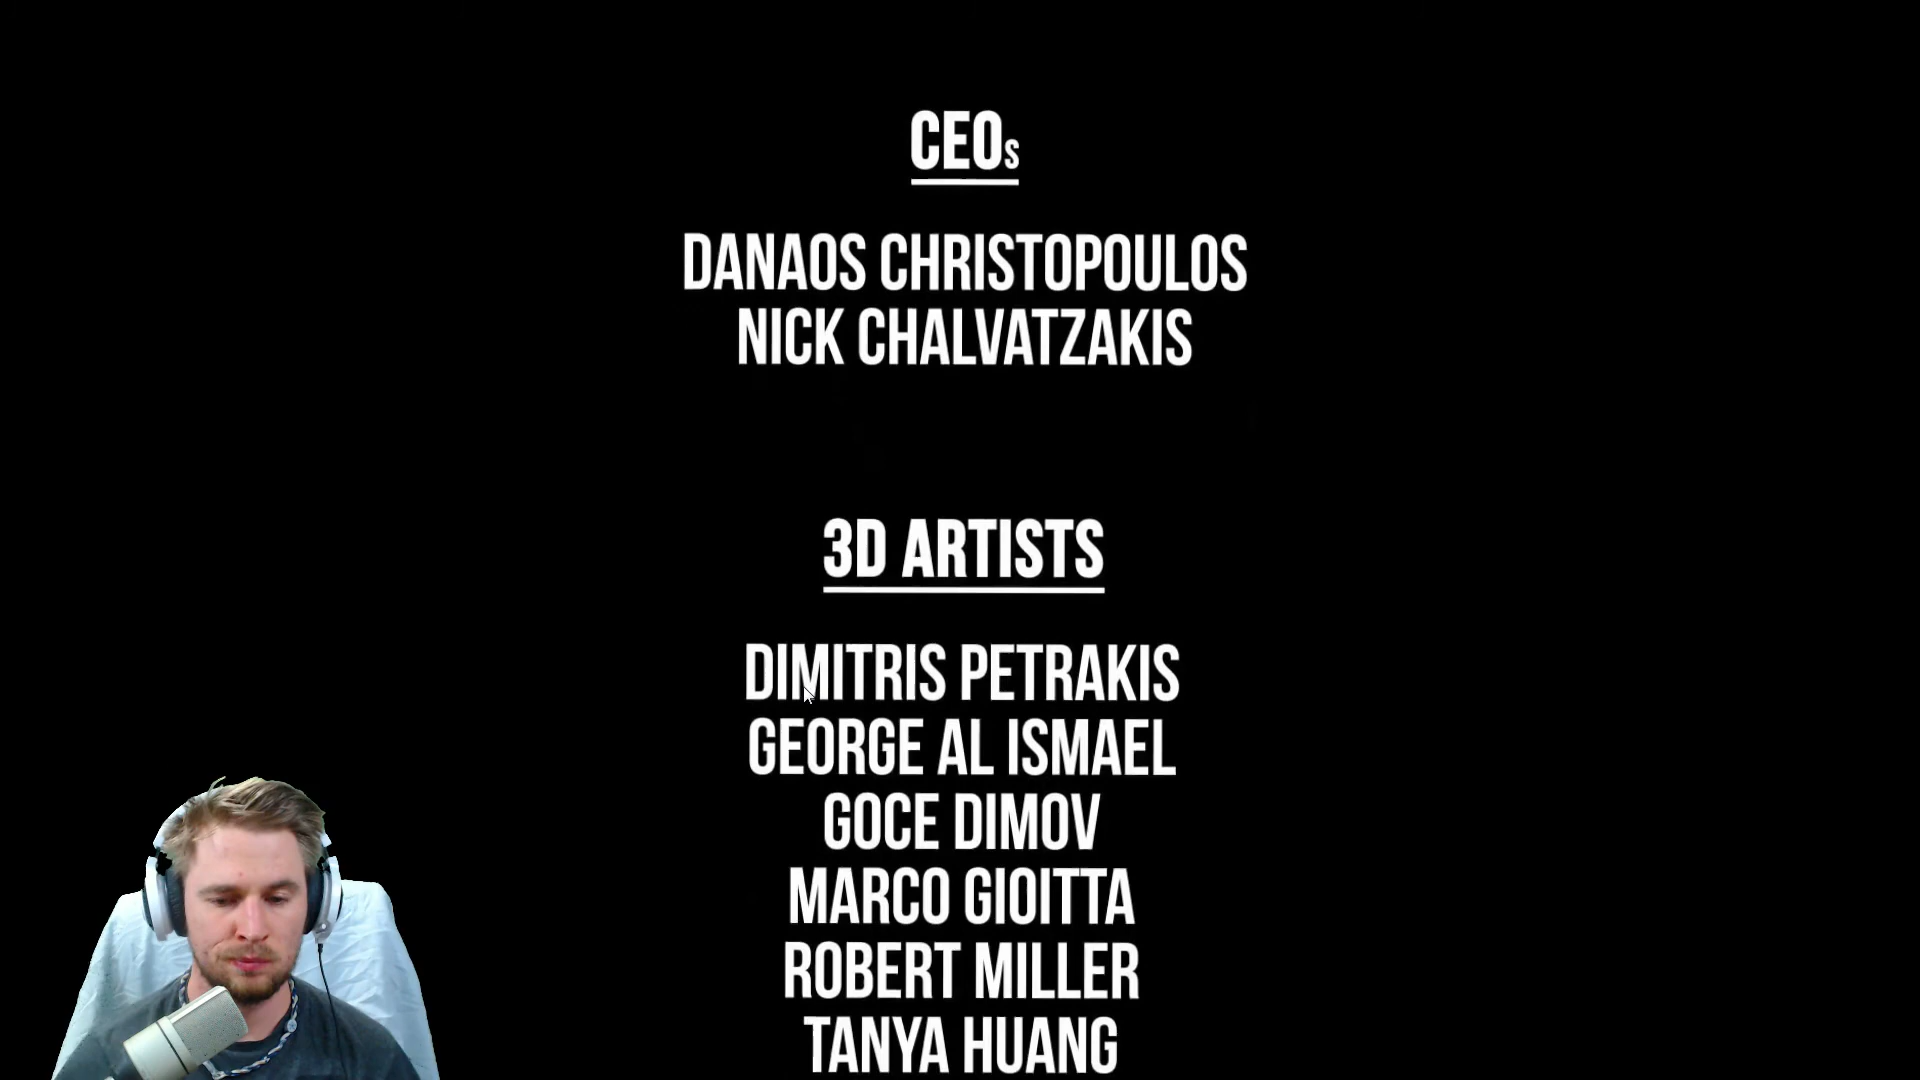 CEOs
DANAOS CHRISTOPOULOS
NICK CHALVATZAKIS
3D ARTISTS
DIMITRIS PETRAKIS
GEORGE AL ISMAEL
GOCE DIMOV
MARCO GIOITTA
ROBERT MILLER
TANYA HUANG